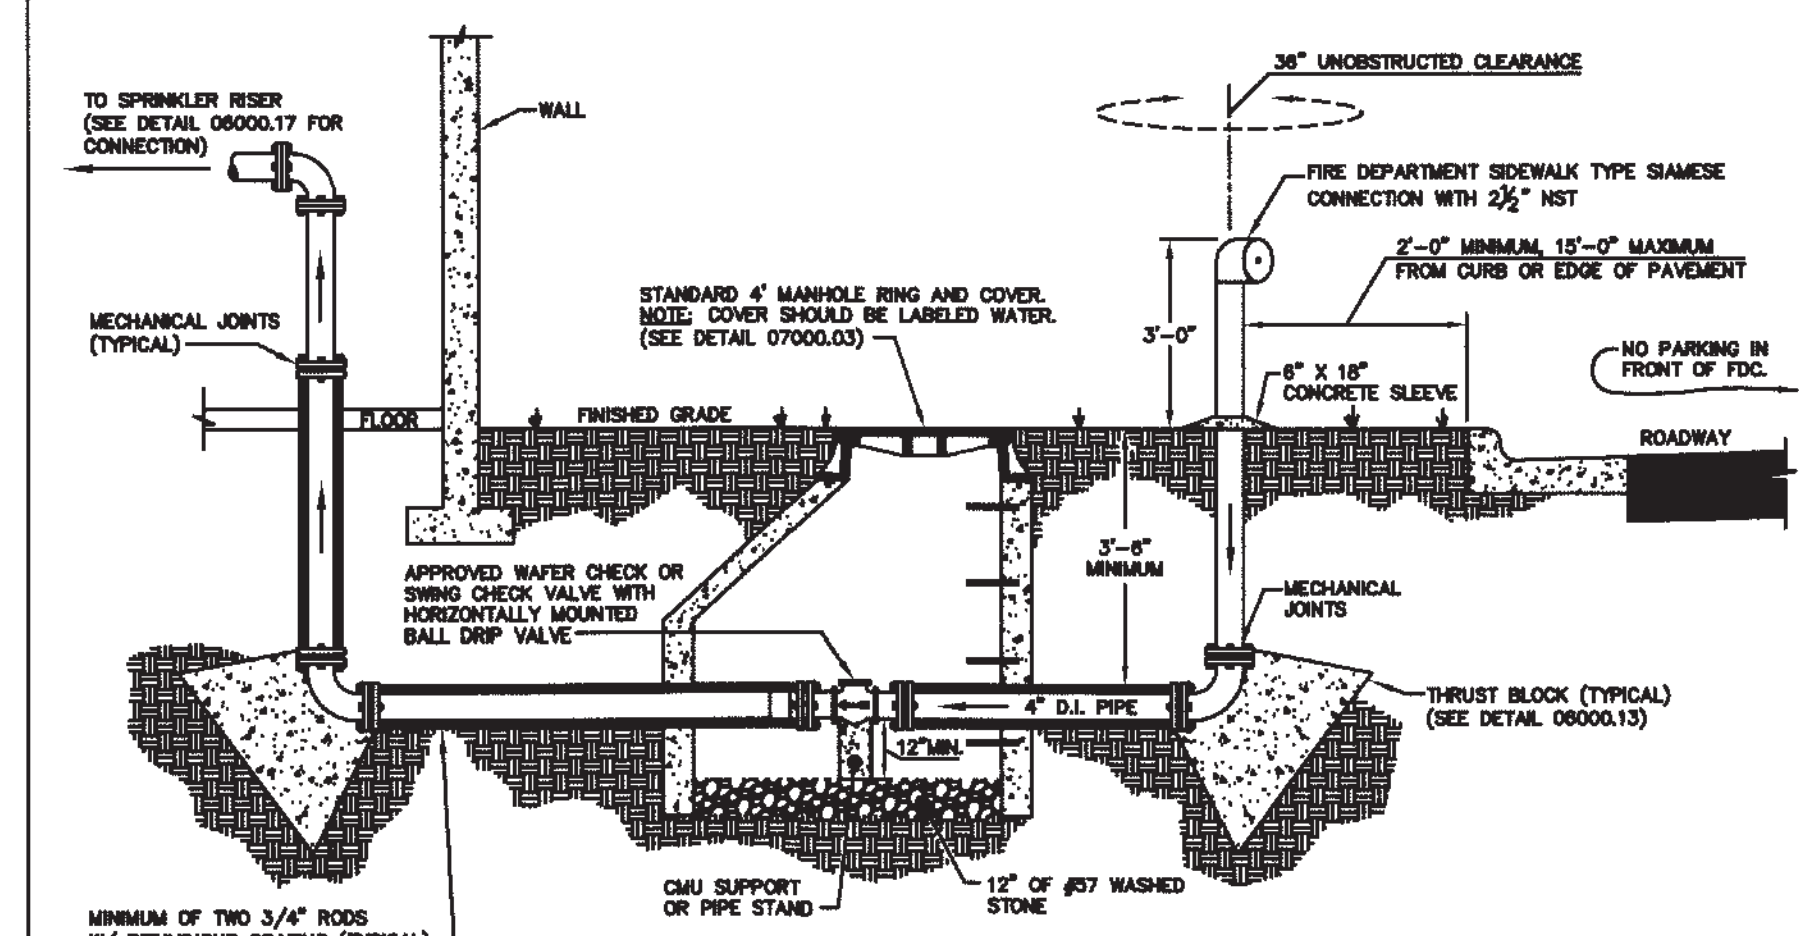 36" UNOBSTRUCTED CLEARANCE
TO SPRINKLER RISER
(SEE DETAIL 06000.17 FOR
CONNECTION)
WALL
FIRE DEPARTMENT SIDEWALK TYPE SIAMESE
CONNECTION WITH 2½" NST
2'-0" MINIMUM, 15'-0" MAXIMUM
FROM CURB OR EDGE OF PAVEMENT
STANDARD 4' MANHOLE RING AND COVER.
NOTE: COVER SHOULD BE LABELED WATER.
(SEE DETAIL 07000.03)
MECHANICAL JOINTS
(TYPICAL)
3'-0"
NO PARKING IN
FRONT OF FDC.
6" X 18"
CONCRETE SLEEVE
FLOOR
FINISHED GRADE
ROADWAY
3'-6"
MINIMUM
APPROVED WAFER CHECK OR
SWING CHECK VALVE WITH
HORIZONTALLY MOUNTED
BALL DRIP VALVE
MECHANICAL
JOINTS
4" D.I. PIPE
THRUST BLOCK (TYPICAL)
(SEE DETAIL 06000.13)
12"MIN.
CMU SUPPORT
OR PIPE STAND
12" OF #57 WASHED
STONE
MINIMUM OF TWO 3/4" RODS